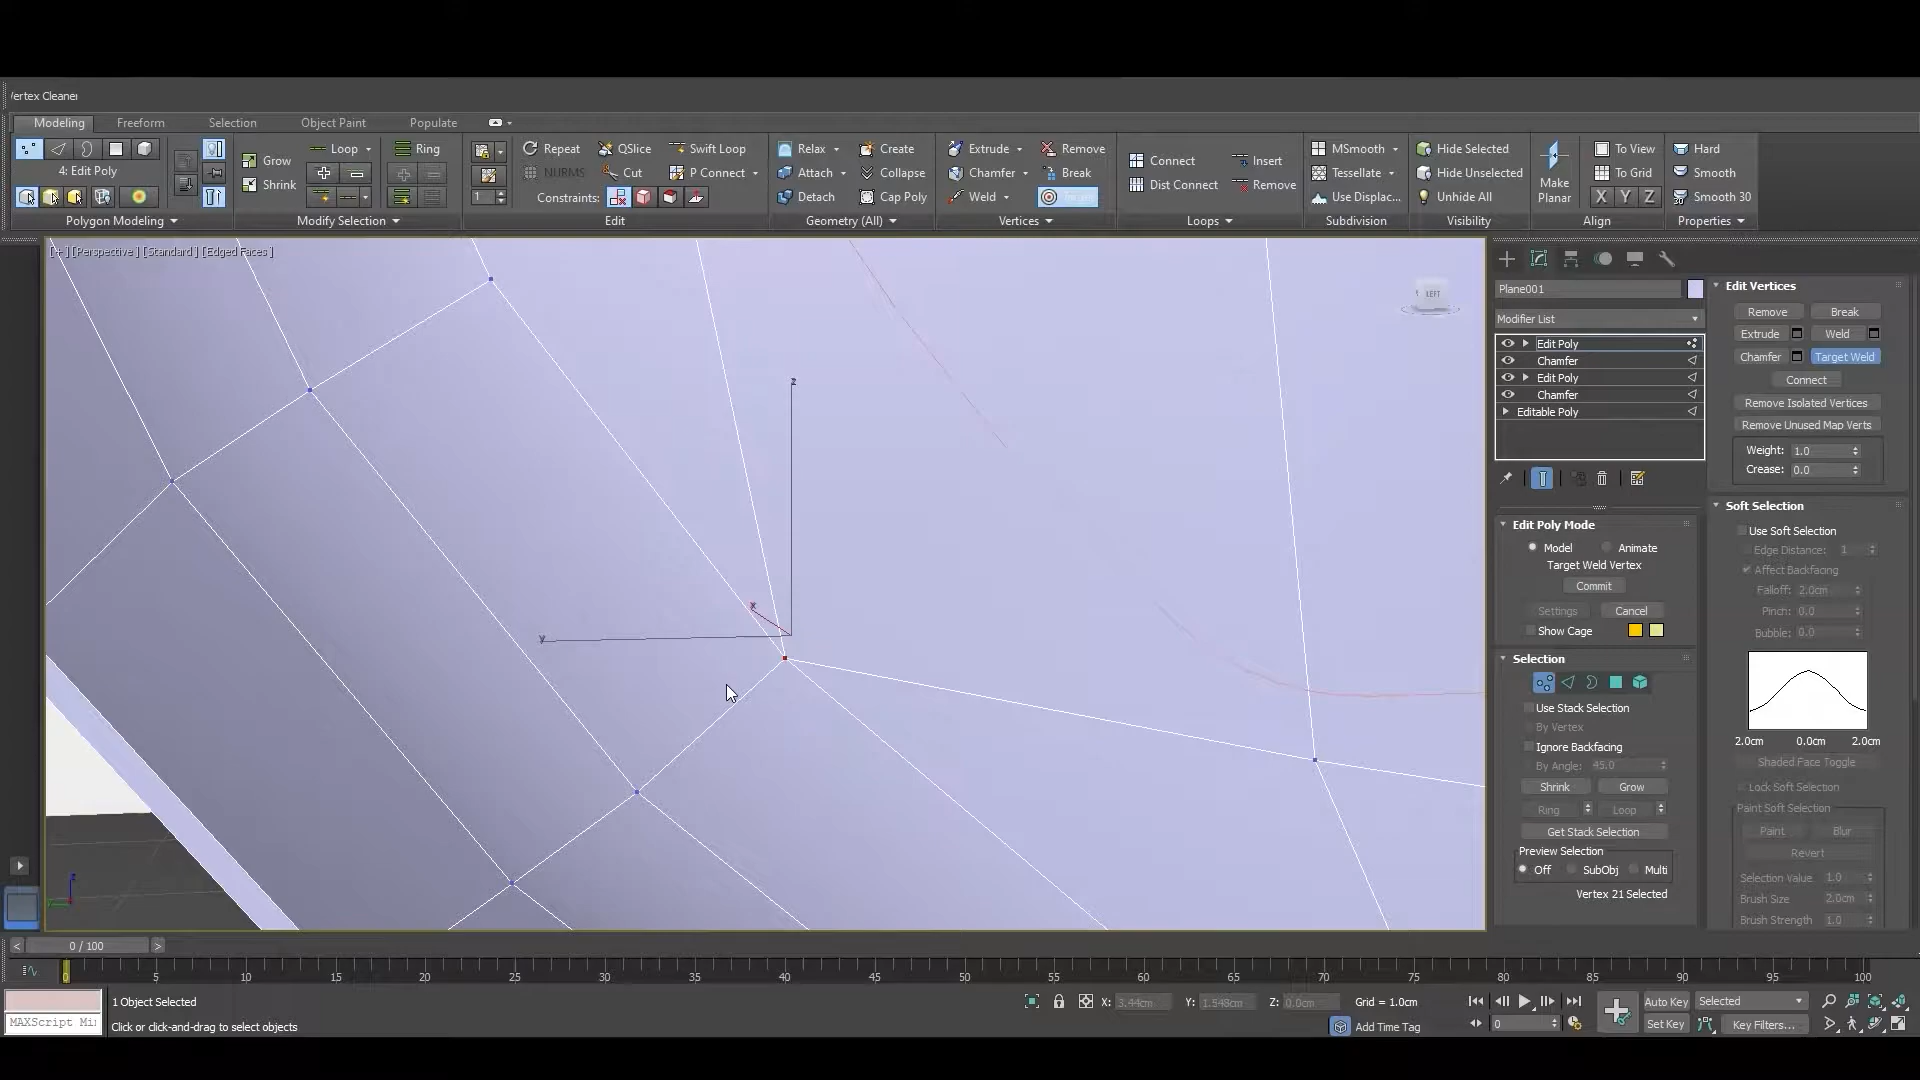 Vertex Cleaner
Modeling Freeform Selection Object Paint Populate
4: Edit Poly
Polygon Modeling
Grow
Shrink
Loop
Ring
Modify Selection
1
Repeat QSlice Swift Loop
NURMS Cut P Connect
Constraints:
Edit
Relax Create
Attach Collapse
Detach Cap Poly
Geometry (All)
Extrude Remove
Chamfer Break
Weld
Vertices
Connect Insert
Dist Connect Remove
Loops
MSmooth
Tessellate
Use Displac...
Subdivision
Hide Selected
Hide Unselected
Unhide All
Visibility
Make
Planar
To View
To Grid
X Y Z
Align
Hard
Smooth
Smooth 30
Properties
[+] [Perspective] [Standard] [Edged Faces]
LEFT
z
x
y
z
Plane001
Modifier List
Edit Poly
Chamfer
Edit Poly
Chamfer
Editable Poly
Edit Poly Mode
Model Animate
Target Weld Vertex
Commit
Settings Cancel
Show Cage
Selection
Use Stack Selection
By Vertex
Ignore Backfacing
By Angle: 45.0
Shrink Grow
Ring Loop
Get Stack Selection
Preview Selection
Off SubObj Multi
Vertex 21 Selected
Edit Vertices
Remove Break
Extrude Weld
Chamfer Target Weld
Connect
Remove Isolated Vertices
Remove Unused Map Verts
Weight: 1.0
Crease: 0.0
Soft Selection
Use Soft Selection
Edge Distance: 1
Affect Backfacing
Falloff: 2.0cm
Pinch: 0.0
Bubble: 0.0
2.0cm 0.0cm 2.0cm
Shaded Face Toggle
Lock Soft Selection
Paint Soft Selection
Paint Blur
Revert
Selection Value 1.0
Brush Size 2.0cm
Brush Strength 1.0
< 0 / 100 >
0 5 10 15 20 25 30 35 40 45 50 55 60 65 70 75 80 85 90 95 100
1 Object Selected
MAXScript Mi
Click or click-and-drag to select objects
X: 3.44cm Y: 1.548cm Z: 0.0cm Grid = 1.0cm
Add Time Tag
0
Auto Key Selected
Set Key Key Filters...